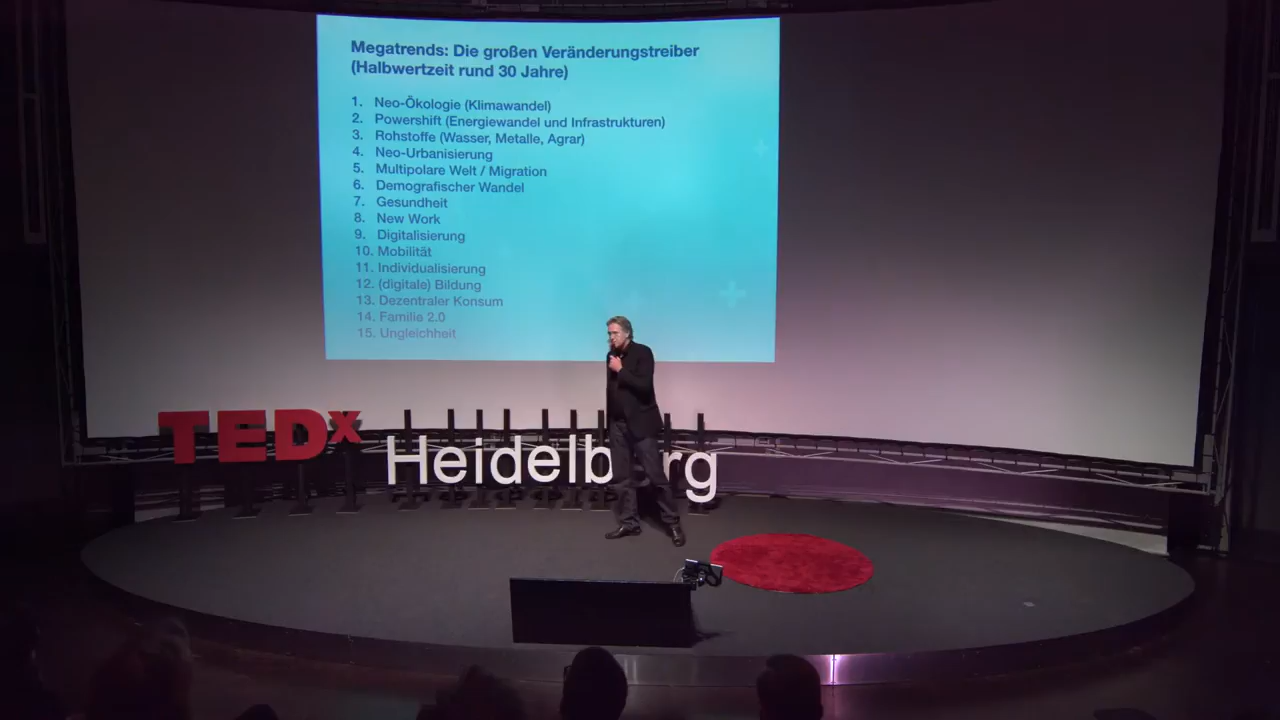 Megatrends: Die großen Veränderungstreiber
(Halbwertzeit rund 30 Jahre)
1. Neo-Ökologie (Klimawandel)
2. Powershift (Energiewandel und Infrastrukturen)
3. Rohstoffe (Wasser, Metalle, Agrar)
4. Neo-Urbanisierung
5. Multipolare Welt / Migration
6. Demografischer Wandel
7. Gesundheit
8. New Work
9. Digitalisierung
10. Mobilität
11. Individualisierung
12. (digitale) Bildung
13. Dezentraler Konsum
14. Familie 2.0
15. Ungleichheit
TEDx
Heidelberg